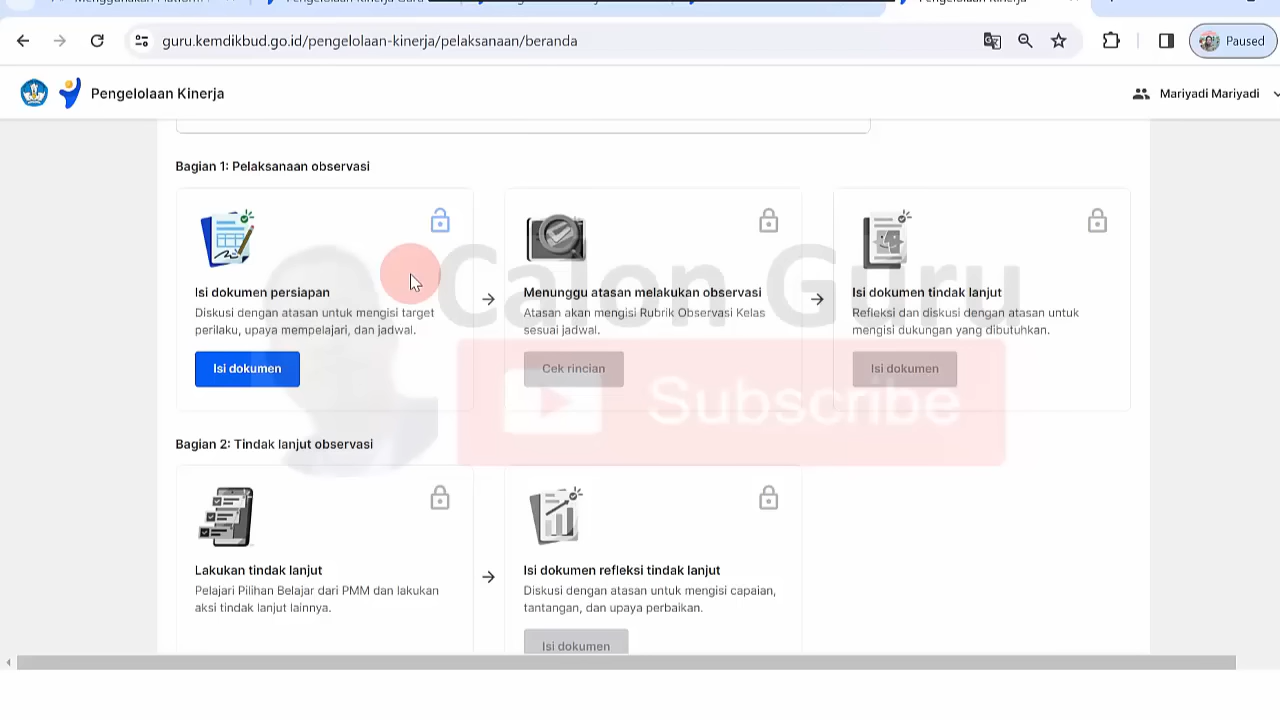 guru.kemdikbud.go.id/pengelolaan-kinerja/pelaksanaan/beranda
Paused
Pengelolaan Kinerja
Mariyadi Mariyadi
Bagian 1: Pelaksanaan observasi
Isi dokumen persiapan
Diskusi dengan atasan untuk mengisi target
perilaku, upaya mempelajari, dan jadwal.
Isi dokumen
Menunggu atasan melakukan observasi
Atasan akan mengisi Rubrik Observasi Kelas
sesuai jadwal.
Cek rincian
Isi dokumen tindak lanjut
Refleksi dan diskusi dengan atasan untuk
mengisi dukungan yang dibutuhkan.
Isi dokumen
Calon Guru
Subscribe
Bagian 2: Tindak lanjut observasi
Lakukan tindak lanjut
Pelajari Pilihan Belajar dari PMM dan lakukan
aksi tindak lanjut lainnya.
Isi dokumen refleksi tindak lanjut
Diskusi dengan atasan untuk mengisi capaian,
tantangan, dan upaya perbaikan.
Isi dokumen